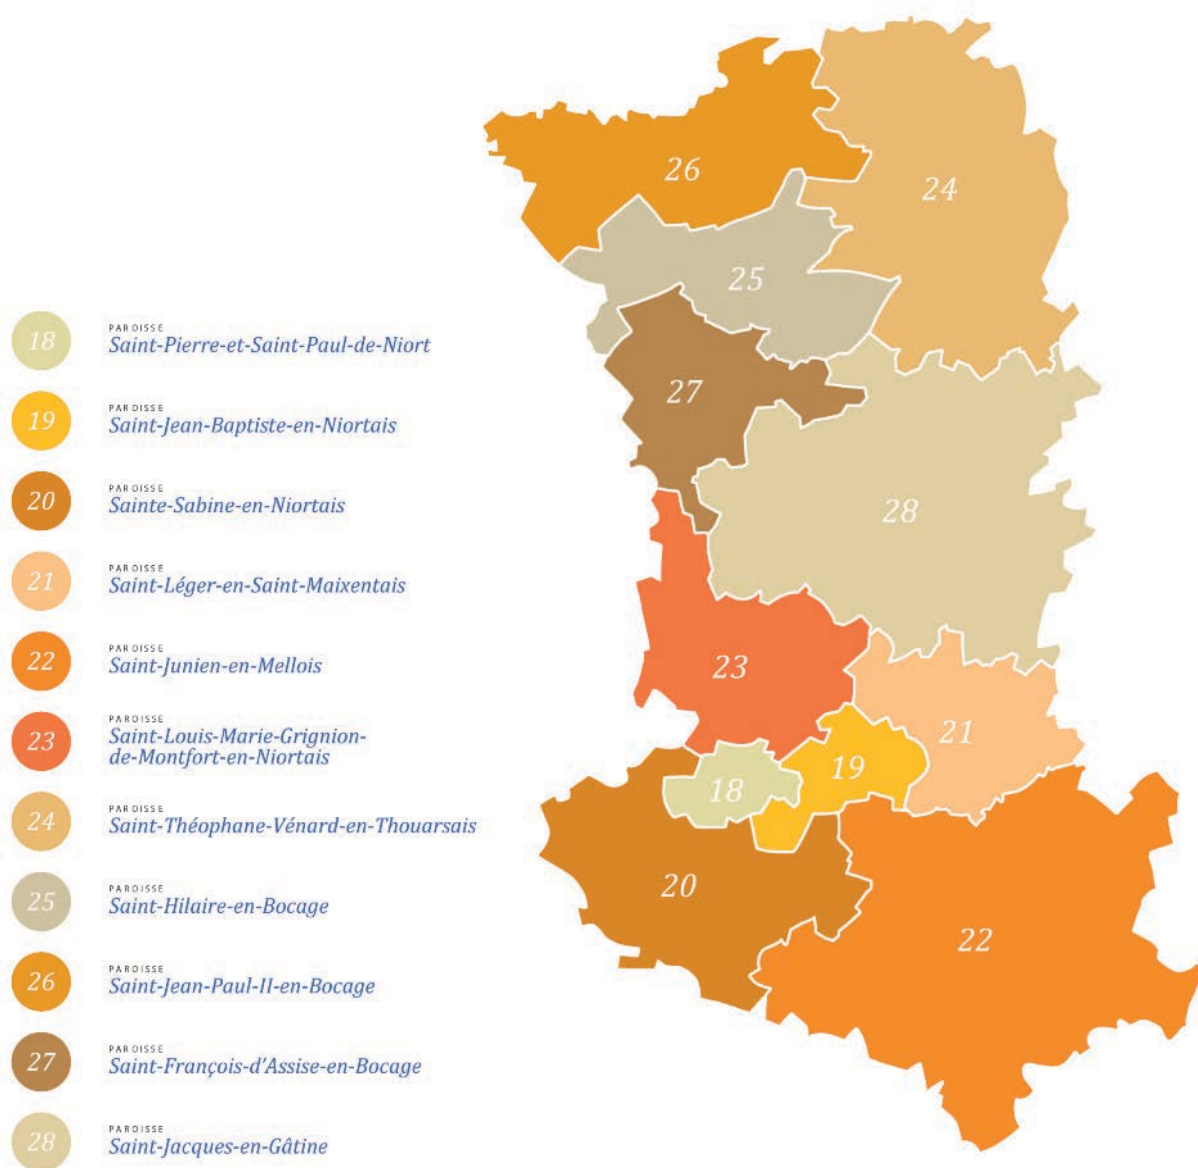 18
PAROISSE
Saint-Pierre-et-Saint-Paul-de-Niort
19
PAROISSE
Saint-Jean-Baptiste-en-Niortais
20
PAROISSE
Sainte-Sabine-en-Niortais
21
PAROISSE
Saint-Léger-en-Saint-Maixentais
22
PAROISSE
Saint-Junien-en-Mellois
23
PAROISSE
Saint-Louis-Marie-Grignion-
de-Montfort-en-Niortais
24
PAROISSE
Saint-Théophane-Vénard-en-Thouarsais
25
PAROISSE
Saint-Hilaire-en-Bocage
26
PAROISSE
Saint-Jean-Paul-II-en-Bocage
27
PAROISSE
Saint-François-d'Assise-en-Bocage
28
PAROISSE
Saint-Jacques-en-Gâtine
26
24
25
27
28
23
21
19
18
20
22